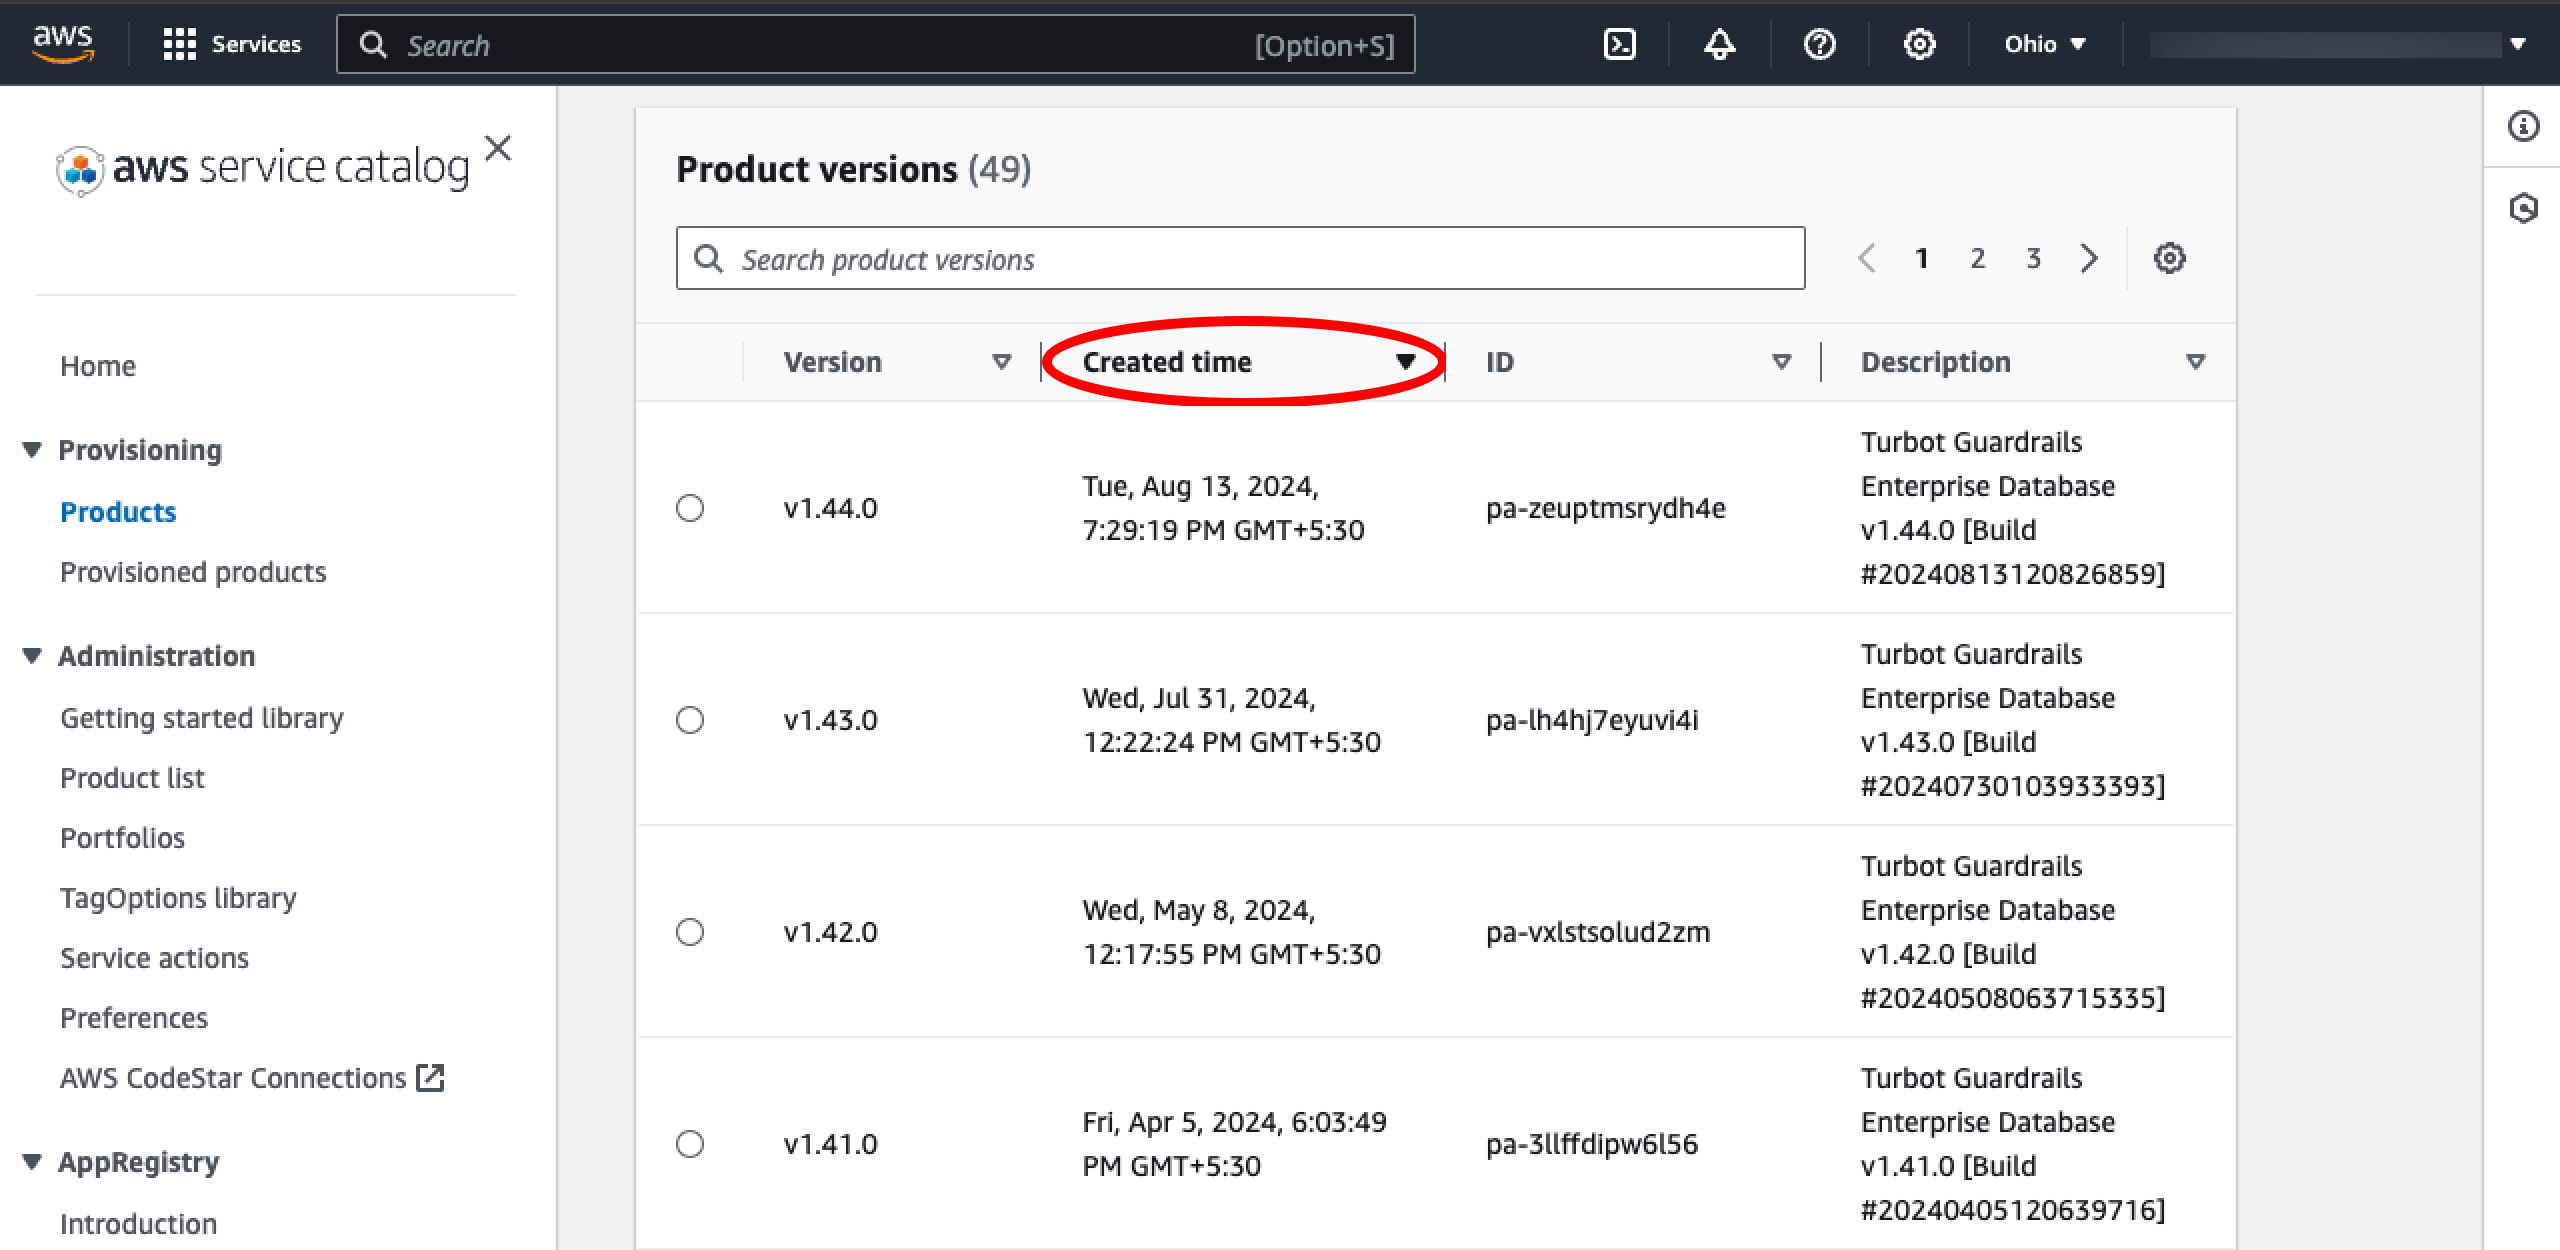 aws
Services
Search
[Option+S]
Ohio
aws service catalog
Home
Provisioning
Products
Provisioned products
Administration
Getting started library
Product list
Portfolios
TagOptions library
Service actions
Preferences
AWS CodeStar Connections
AppRegistry
Introduction
Product versions (49)
Search product versions
1 2 3
Version Created time ID Description
v1.44.0
Tue, Aug 13, 2024,
7:29:19 PM GMT+5:30
pa-zeuptmsrydh4e
Turbot Guardrails
Enterprise Database
v1.44.0 [Build
#20240813120826859]
v1.43.0
Wed, Jul 31, 2024,
12:22:24 PM GMT+5:30
pa-lh4hj7eyuvi4i
Turbot Guardrails
Enterprise Database
v1.43.0 [Build
#20240730103933393]
v1.42.0
Wed, May 8, 2024,
12:17:55 PM GMT+5:30
pa-vxlstsolud2zm
Turbot Guardrails
Enterprise Database
v1.42.0 [Build
#20240508063715335]
v1.41.0
Fri, Apr 5, 2024, 6:03:49
PM GMT+5:30
pa-3llffdipw6l56
Turbot Guardrails
Enterprise Database
v1.41.0 [Build
#20240405120639716]